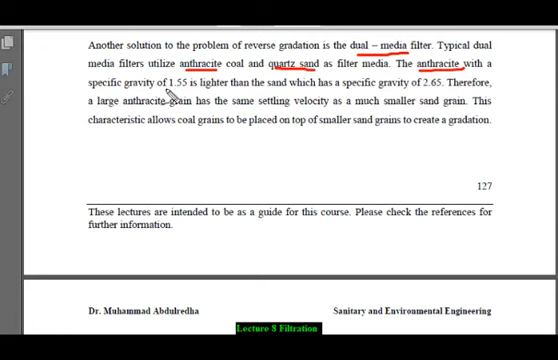 Another solution to the problem of reverse gradation is the dual – media filter. Typical dual
media filters utilize anthracite coal and quartz sand as filter media. The anthracite with a
specific gravity of 1.55 is lighter than the sand which has a specific gravity of 2.65. Therefore,
a large anthracite grain has the same settling velocity as a much smaller sand grain. This
characteristic allows coal grains to be placed on top of smaller sand grains to create a gradation.
127
These lectures are intended to be as a guide for this course. Please check the references for
further information.
Dr. Muhammad Abdulredha Sanitary and Environmental Engineering
Lecture 8 Filtration